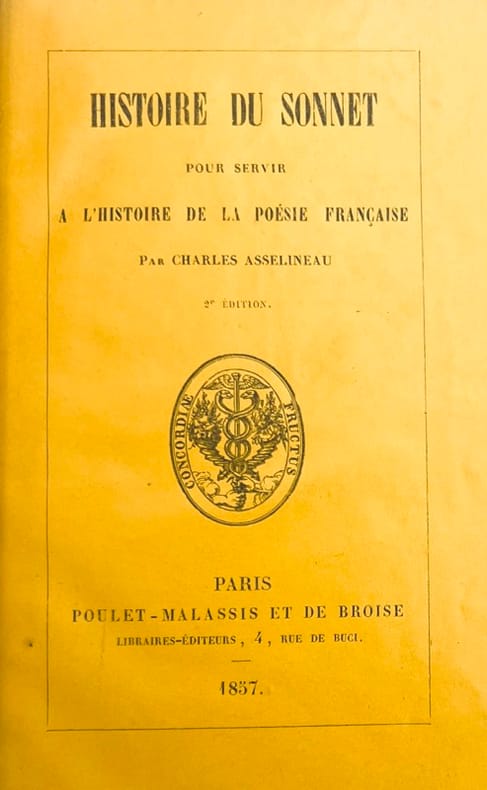 HISTOIRE DU SONNET
POUR SERVIR
A L'HISTOIRE DE LA POÉSIE FRANÇAISE
PAR CHARLES ASSELINEAU
2e ÉDITION.
CONCORDIÆ FRUCTUS
PARIS
POULET-MALASSIS ET DE BROISE
LIBRAIRES-ÉDITEURS, 4, RUE DE BUCI.
1857.